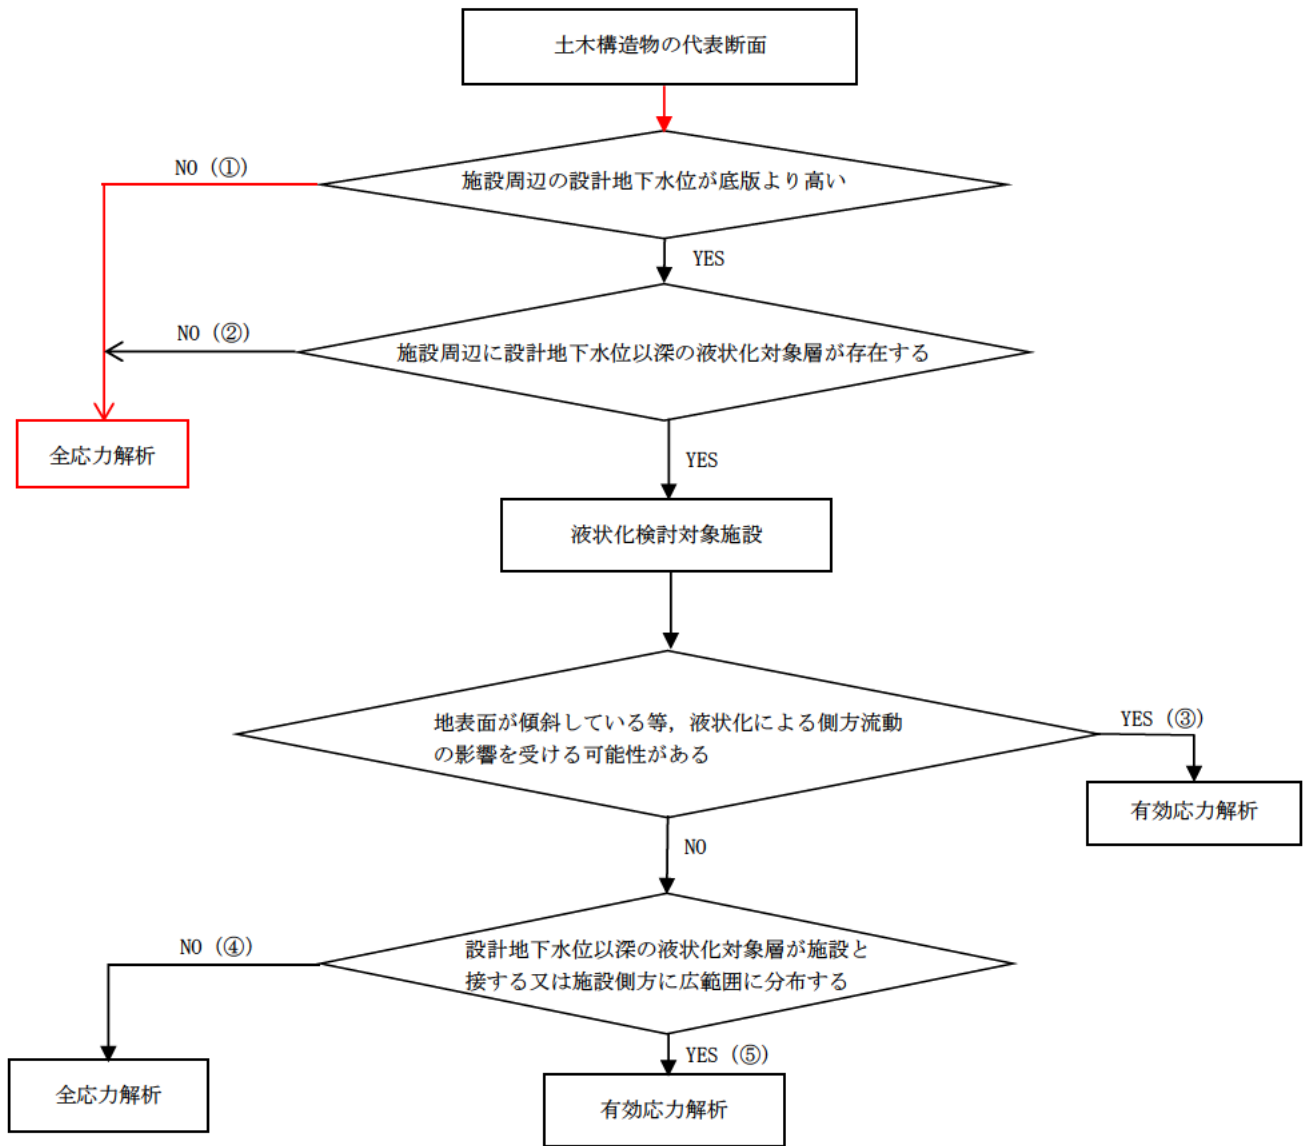 土木構造物の代表断面
NO (①)
施設周辺の設計地下水位が底版より高い
YES
NO (②)
施設周辺に設計地下水位以深の液状化対象層が存在する
全応力解析
YES
液状化検討対象施設
地表面が傾斜している等，液状化による側方流動
の影響を受ける可能性がある
YES (③)
有効応力解析
NO
NO (④)
設計地下水位以深の液状化対象層が施設と
接する又は施設側方に広範囲に分布する
YES (⑤)
全応力解析
有効応力解析